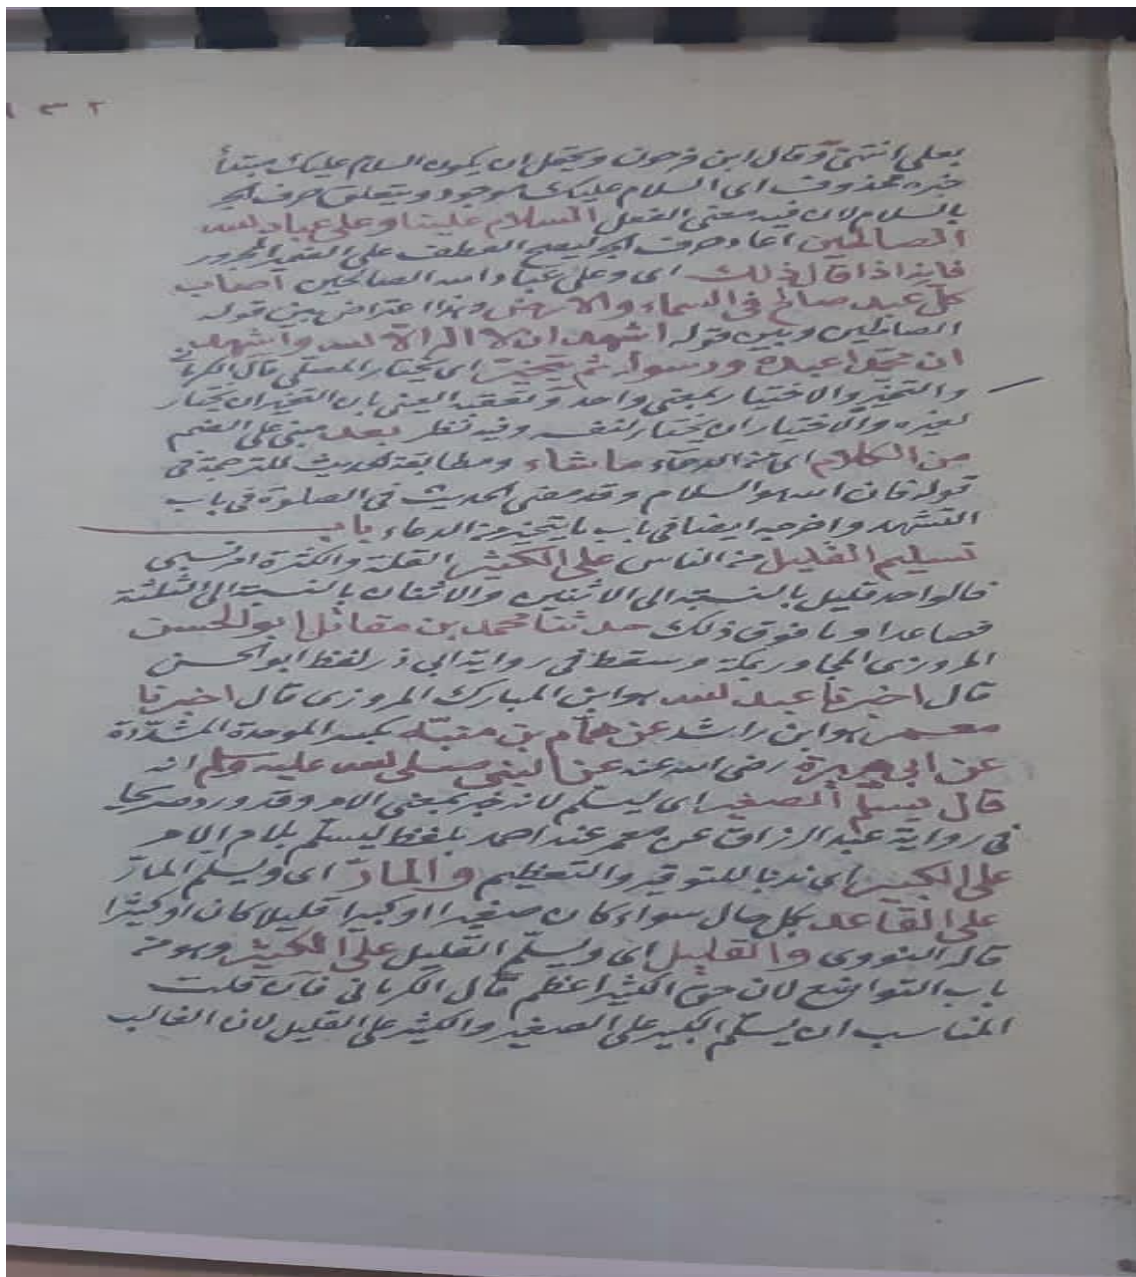 ١٣٢
بعلى انتهى وقال ابن فرحون ويحتمل ان يكون السلام عليك مبتدأ
خبره محذوف اى السلام عليك موجود ويتعلق حرف الجر
بالسلام لان فيه معنى الفعل السلام علينا وعلى عباد الله
الصالحين اعاد حرف الجر ليصح العطف على الضمير المجرور
فانه اذا قال ذلك اى وعلى عباد الله الصالحين اصاب
كل عبد صالح فى السماء والارض وهذا اعتراض بين قوله
الصالحين وبين قوله اشهد ان لا اله الا الله واشهد
ان محمدا عبده ورسوله ثم يتخير اى يختار المصلى قال الكرمانى
والتخير والاختيار بمعنى واحد وتعقبه العينى بان التخير ان يختار
لغيره والاختيار ان يختار لنفسه وفيه نظر بعد مبنى على الضم
من الكلام اى من الدعاء ما شاء ومطابقة الحديث للترجمة فى
قوله فان الله هو السلام وقد مضى الحديث فى الصلوة فى باب
التشهد واخرجه ايضا فى باب ما يتخير من الدعاء باب
تسليم القليل من الناس على الكثير القلة والكثرة امر نسبى
فالواحد قليل بالنسبة الى الاثنين والاثنان بالنسبة الى الثلثة
فصاعدا وما فوق ذلك حدثنا محمد بن مقاتل ابو الحسن
المروزى المجاور بمكة وسقط فى رواية ابى ذر لفظ ابو الحسن
قال اخبرنا عبد الله هو ابن المبارك المروزى قال اخبرنا
معمر هو ابن راشد عن همام بن منبه بكسر الموحدة المشددة
عن ابى هريرة رضى الله عنه عن النبى صلى الله عليه وسلم انه
قال يسلم الصغير اى ليسلم لانه خبر بمعنى الامر وقد ورد صريحا
فى رواية عبد الرزاق عن معمر عند احمد بلفظ ليسلم بلام الامر
على الكبير اى ندبا للتوقير والتعظيم والمار اى ويسلم المار
على القاعد بكل حال سواء كان صغيرا او كبيرا قليلا كان او كثيرا
قاله النووى والقليل اى ويسلم القليل على الكثير وهو من
باب التواضع لان حق الكثير اعظم قال الكرمانى فان قلت
المناسب ان يسلم الكبير على الصغير والكثير على القليل لان الغالب